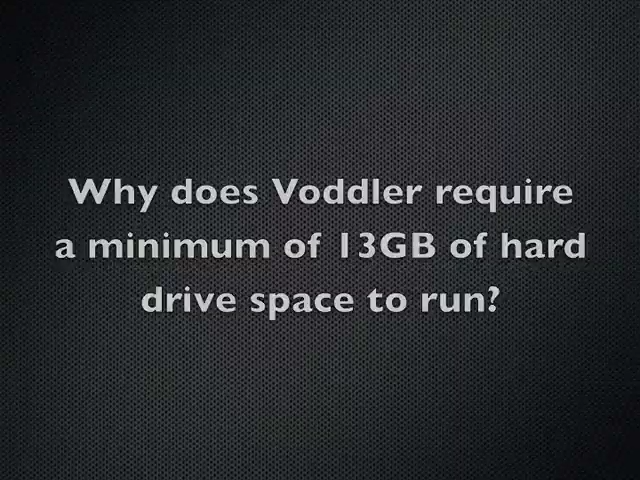 Why does Voddler require
a minimum of 13GB of hard
drive space to run?